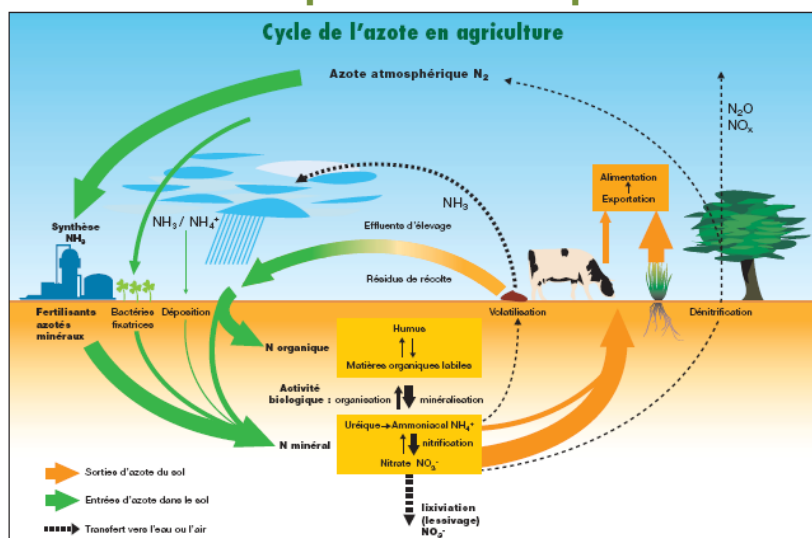 Cycle de l'azote en agriculture
Azote atmosphérique N₂
N₂O
NOₓ
Alimentation
Exportation
NH₃
Synthèse
NH₃
NH₃ / NH₄⁺
Effluents d'élevage
Résidus de récolte
Fertilisants
azotés
minéraux
Bactéries
fixatrices
Déposition
Volatilisation
Dénitrification
N organique
Humus
Matières organiques labiles
Activité
biologique : organisation
minéralisation
N minéral
Uréique Ammoniacal NH₄⁺
nitrification
Nitrate NO₃⁻
lixiviation
(lessivage)
NO₃⁻
Sorties d'azote du sol
Entrées d'azote dans le sol
Transfert vers l'eau ou l'air